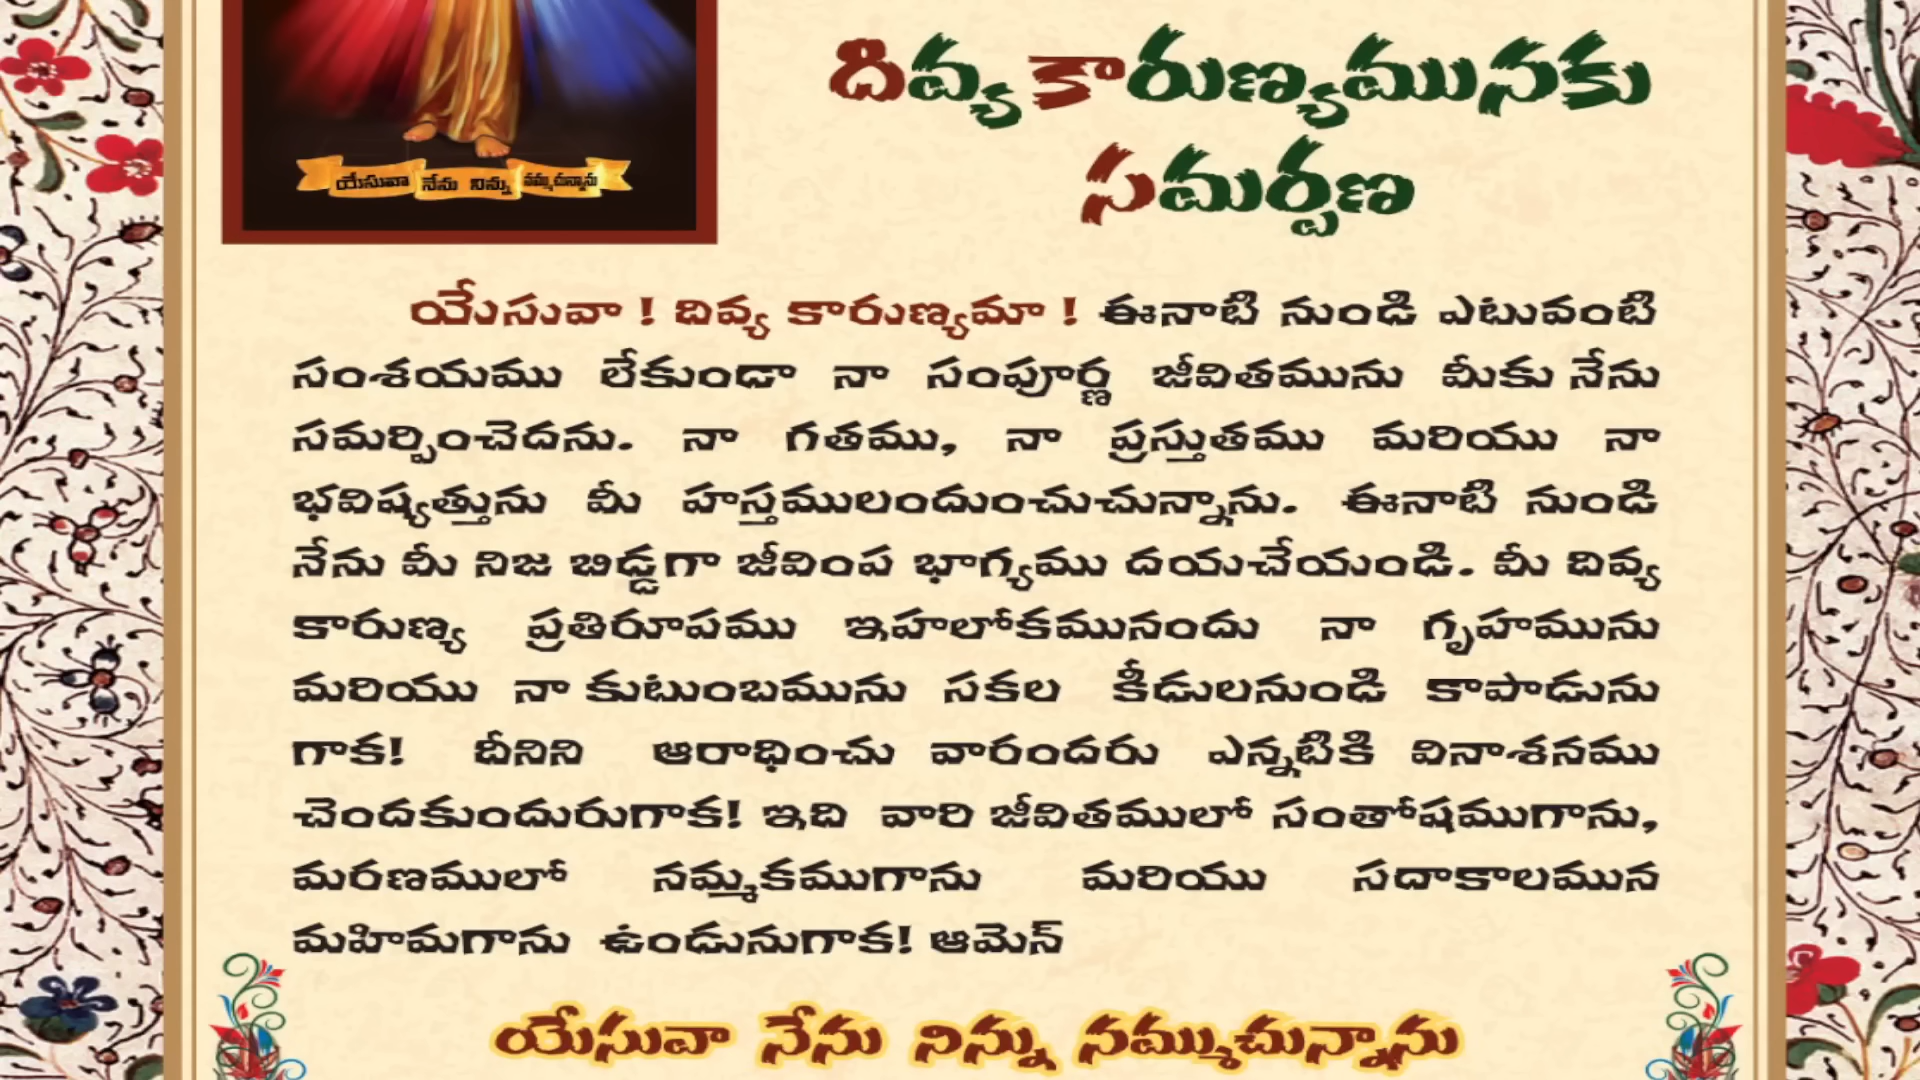 యేసువా నేను నిన్ను నమ్ముచున్నాను
దివ్య కారుణ్యమునకు
సమర్పణ
యేసువా ! దివ్య కారుణ్యమా ! ఈనాటి నుండి ఎటువంటి
సంశయము లేకుండా నా సంపూర్ణ జీవితమును మీకు నేను
సమర్పించెదను. నా గతము, నా ప్రస్తుతము మరియు నా
భవిష్యత్తును మీ హస్తములందుంచుచున్నాను. ఈనాటి నుండి
నేను మీ నిజ బిడ్డగా జీవింప భాగ్యము దయచేయండి. మీ దివ్య
కారుణ్య ప్రతిరూపము ఇహలోకమునందు నా గృహమును
మరియు నా కుటుంబమును సకల కీడులనుండి కాపాడును
గాక! దీనిని ఆరాధించు వారందరు ఎన్నటికి వినాశనము
చెందకుందురుగాక! ఇది వారి జీవితములో సంతోషముగాను,
మరణములో నమ్మకముగాను మరియు సదాకాలమున
మహిమగాను ఉండునుగాక! ఆమెన్
యేసువా నేను నిన్ను నమ్ముచున్నాను